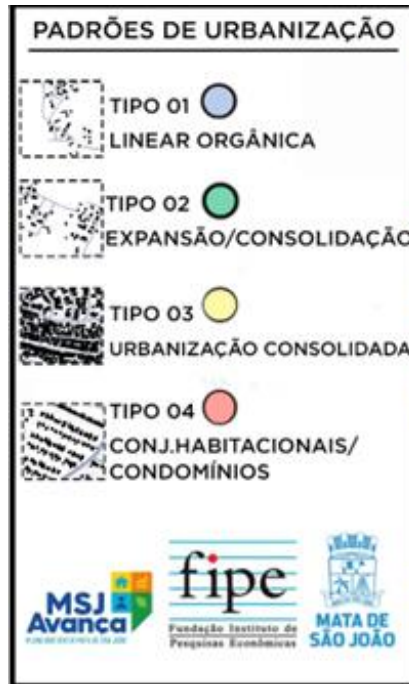 PADRÕES DE URBANIZAÇÃO
TIPO 01
LINEAR ORGÂNICA
TIPO 02
EXPANSÃO/CONSOLIDAÇÃO
TIPO 03
URBANIZAÇÃO CONSOLIDADA
TIPO 04
CONJ.HABITACIONAIS/
CONDOMÍNIOS
MSJ
Avança
fipe
Fundação Instituto de
Pesquisas Econômicas
MATA DE
SÃO JOÃO